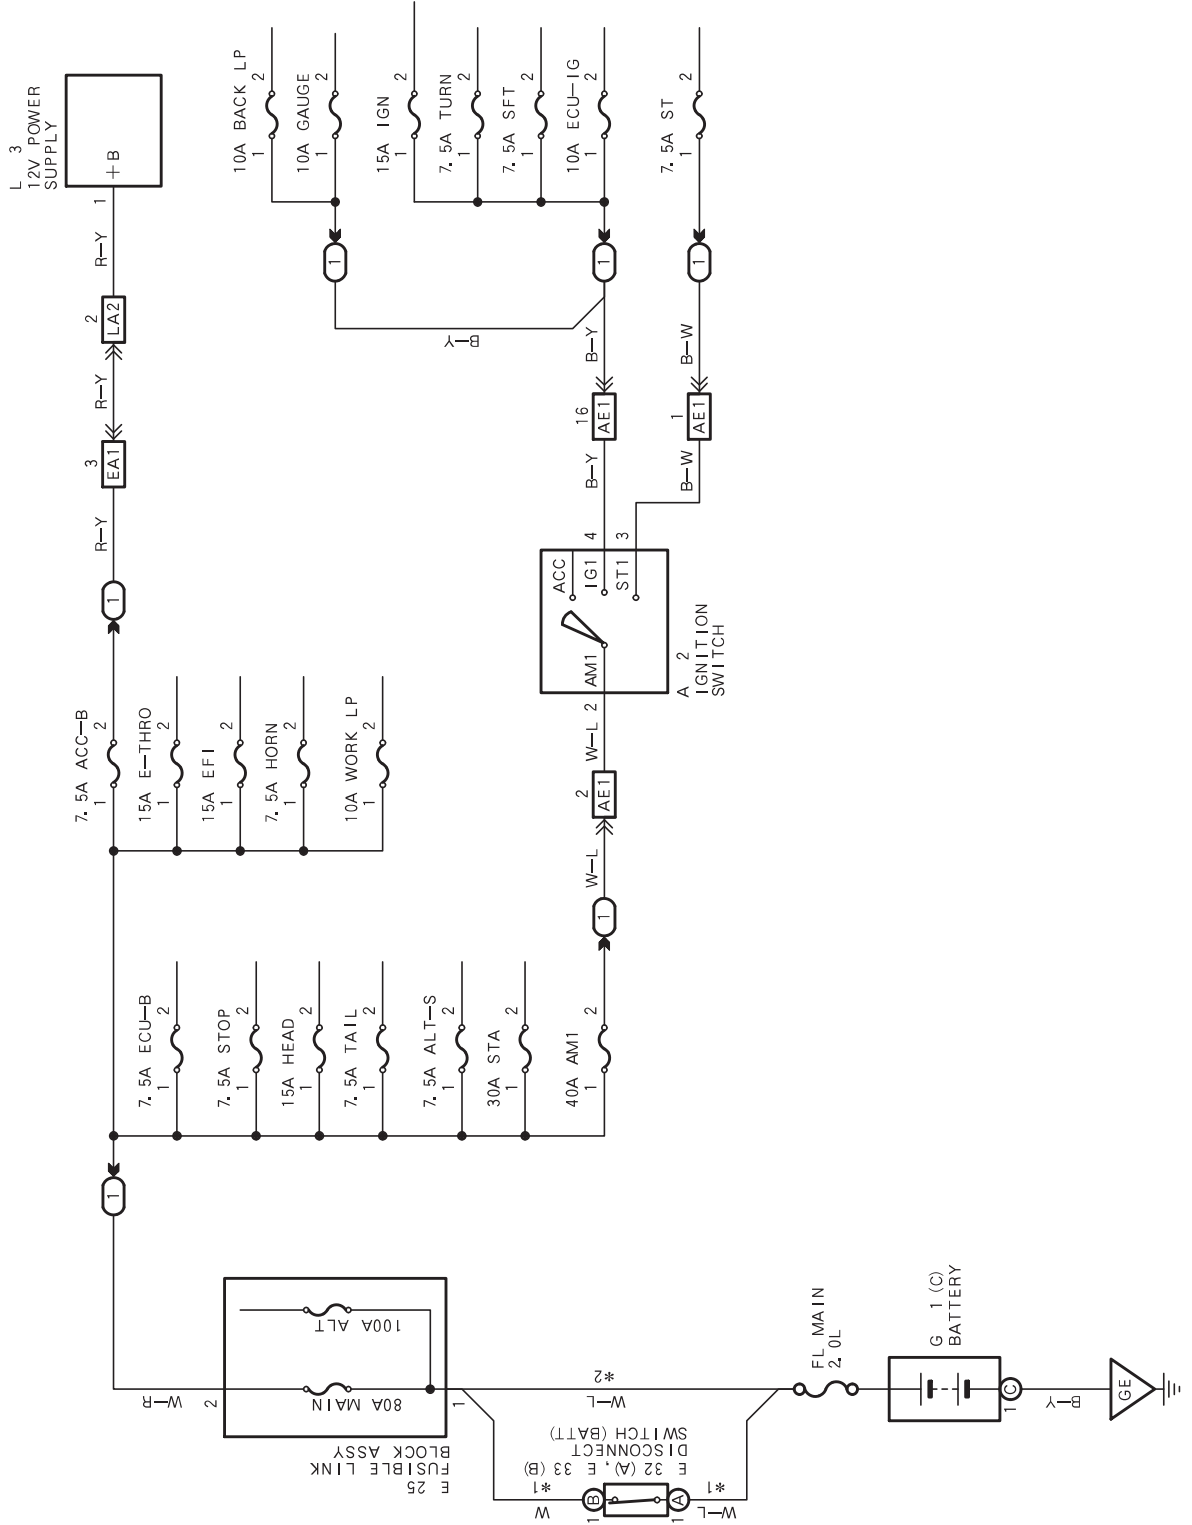 L 3
12V POWER
SUPPLY
+B
1
R–Y
2
LA2
R–Y
3
EA1
R–Y
1
10A BACK LP
1
2
10A GAUGE
1
2
15A IGN
1
2
7. 5A TURN
1
2
7. 5A SFT
1
2
10A ECU–IG
1
2
7. 5A ST
1
2
1
1
1
B–Y
B–Y
B–W
16
AE1
1
AE1
B–Y
B–W
4
3
ACC
IG1
ST1
AM1
A 2
IGNITION
SWITCH
2
W–L
2
AE1
W–L
1
7. 5A ACC–B
1
2
15A E–THRO
1
2
15A EFI
1
2
7. 5A HORN
1
2
10A WORK LP
1
2
7. 5A ECU–B
1
2
7. 5A STOP
1
2
15A HEAD
1
2
7. 5A TAIL
1
2
7. 5A ALT–S
1
2
30A STA
1
2
40A AM1
1
2
1
W–R
2
100A ALT
80A MAIN
1
E 25
FUSIBLE LINK
BLOCK ASSY
W–L
*2
W
*1
E 32 (A), E 33 (B)
DISCONNECT
SWITCH (BATT)
1
B
1
A
W–L
*1
FL MAIN
2. 0L
G 1 (C)
BATTERY
1
C
B–Y
GE